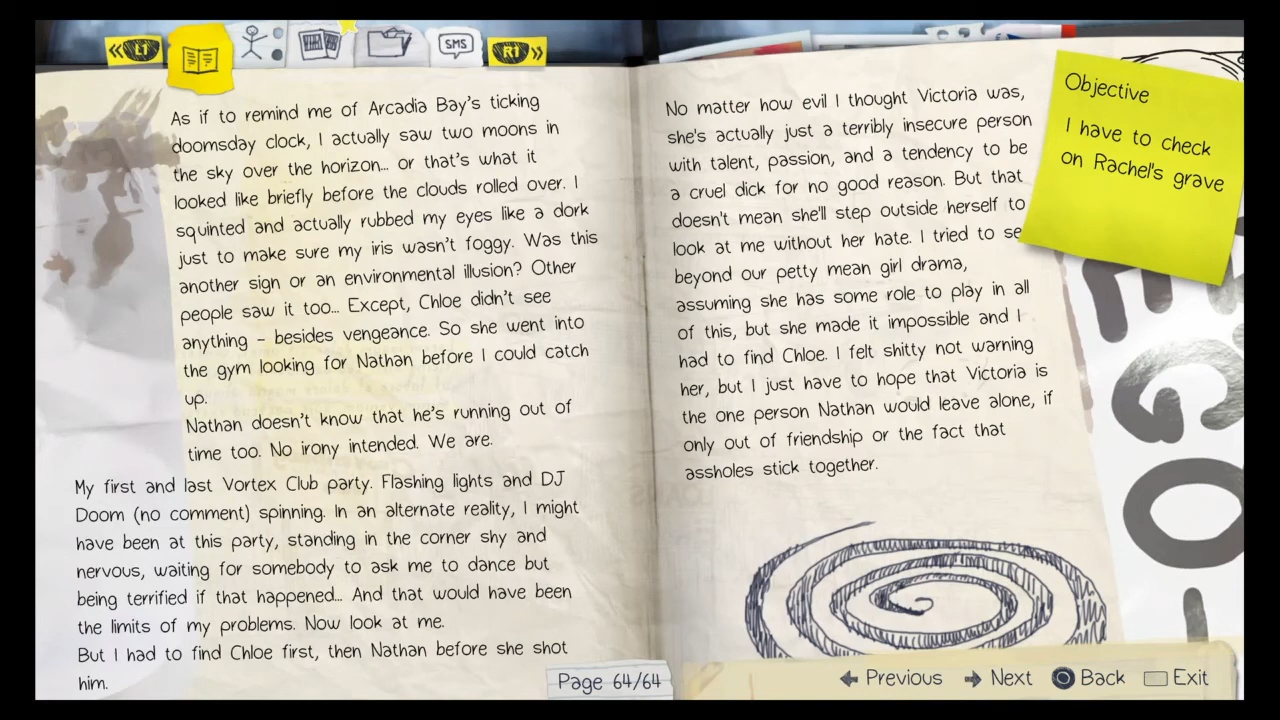 L1
SMS
R1
As if to remind me of Arcadia Bay's ticking
doomsday clock, I actually saw two moons in
the sky over the horizon... or that's what it
looked like briefly before the clouds rolled over. I
squinted and actually rubbed my eyes like a dork
just to make sure my iris wasn't foggy. Was this
another sign or an environmental illusion? Other
people saw it too... Except, Chloe didn't see
anything – besides vengeance. So she went into
the gym looking for Nathan before I could catch
up.
Nathan doesn't know that he's running out of
time too. No irony intended. We are.
My first and last Vortex Club party. Flashing lights and DJ
Doom (no comment) spinning. In an alternate reality, I might
have been at this party, standing in the corner shy and
nervous, waiting for somebody to ask me to dance but
being terrified if that happened... And that would have been
the limits of my problems. Now look at me.
But I had to find Chloe first, then Nathan before she shot
him.
No matter how evil I thought Victoria was,
she's actually just a terribly insecure person
with talent, passion, and a tendency to be
a cruel dick for no good reason. But that
doesn't mean she'll step outside herself to
look at me without her hate. I tried to se
beyond our petty mean girl drama,
assuming she has some role to play in all
of this, but she made it impossible and I
had to find Chloe. I felt shitty not warning
her, but I just have to hope that Victoria is
the one person Nathan would leave alone, if
only out of friendship or the fact that
assholes stick together.
Objective
I have to check
on Rachel's grave
Page 64/64
Previous Next Back Exit